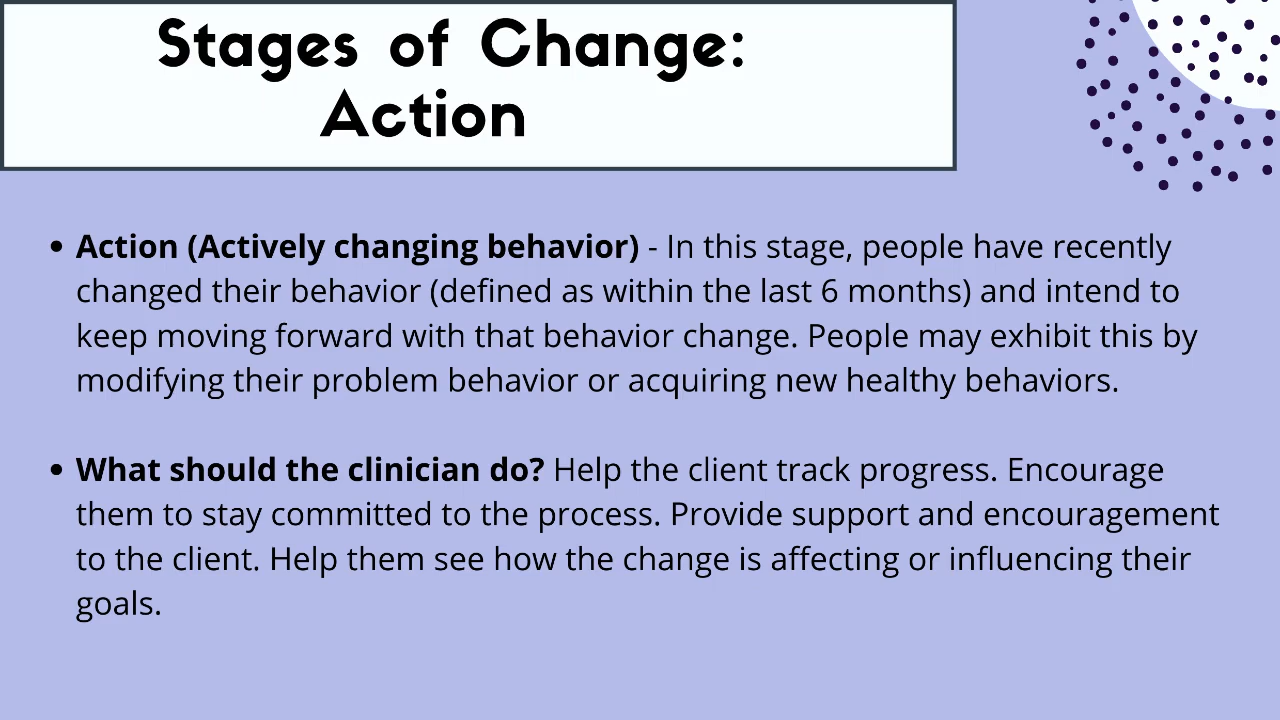 Stages of Change:
Action
• Action (Actively changing behavior) - In this stage, people have recently
changed their behavior (defined as within the last 6 months) and intend to
keep moving forward with that behavior change. People may exhibit this by
modifying their problem behavior or acquiring new healthy behaviors.
• What should the clinician do? Help the client track progress. Encourage
them to stay committed to the process. Provide support and encouragement
to the client. Help them see how the change is affecting or influencing their
goals.